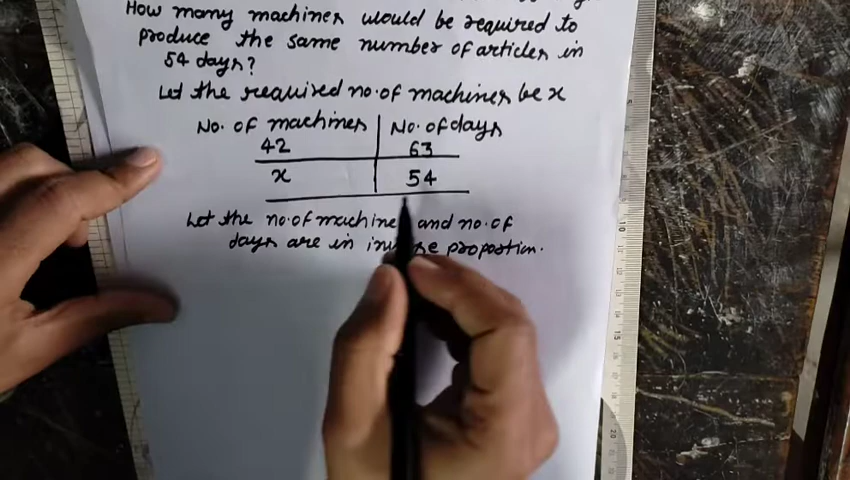 How many machines would be required to
produce the same number of articles in
54 days?
Let the required no. of machines be x
No. of machines No. of days
42 63
x 54
Let the no. of machine and no. of
days are in proportion.